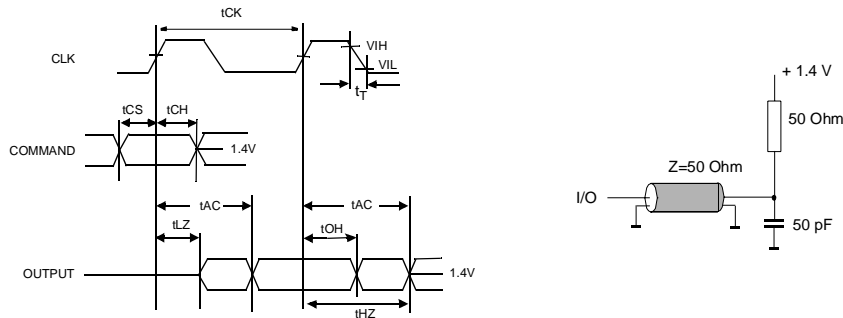 tCK
CLK
VIH
VIL
tT
tCS
tCH
COMMAND
1.4V
tAC
tAC
tLZ
tOH
OUTPUT
1.4V
tHZ
+ 1.4 V
50 Ohm
Z=50 Ohm
I/O
50 pF